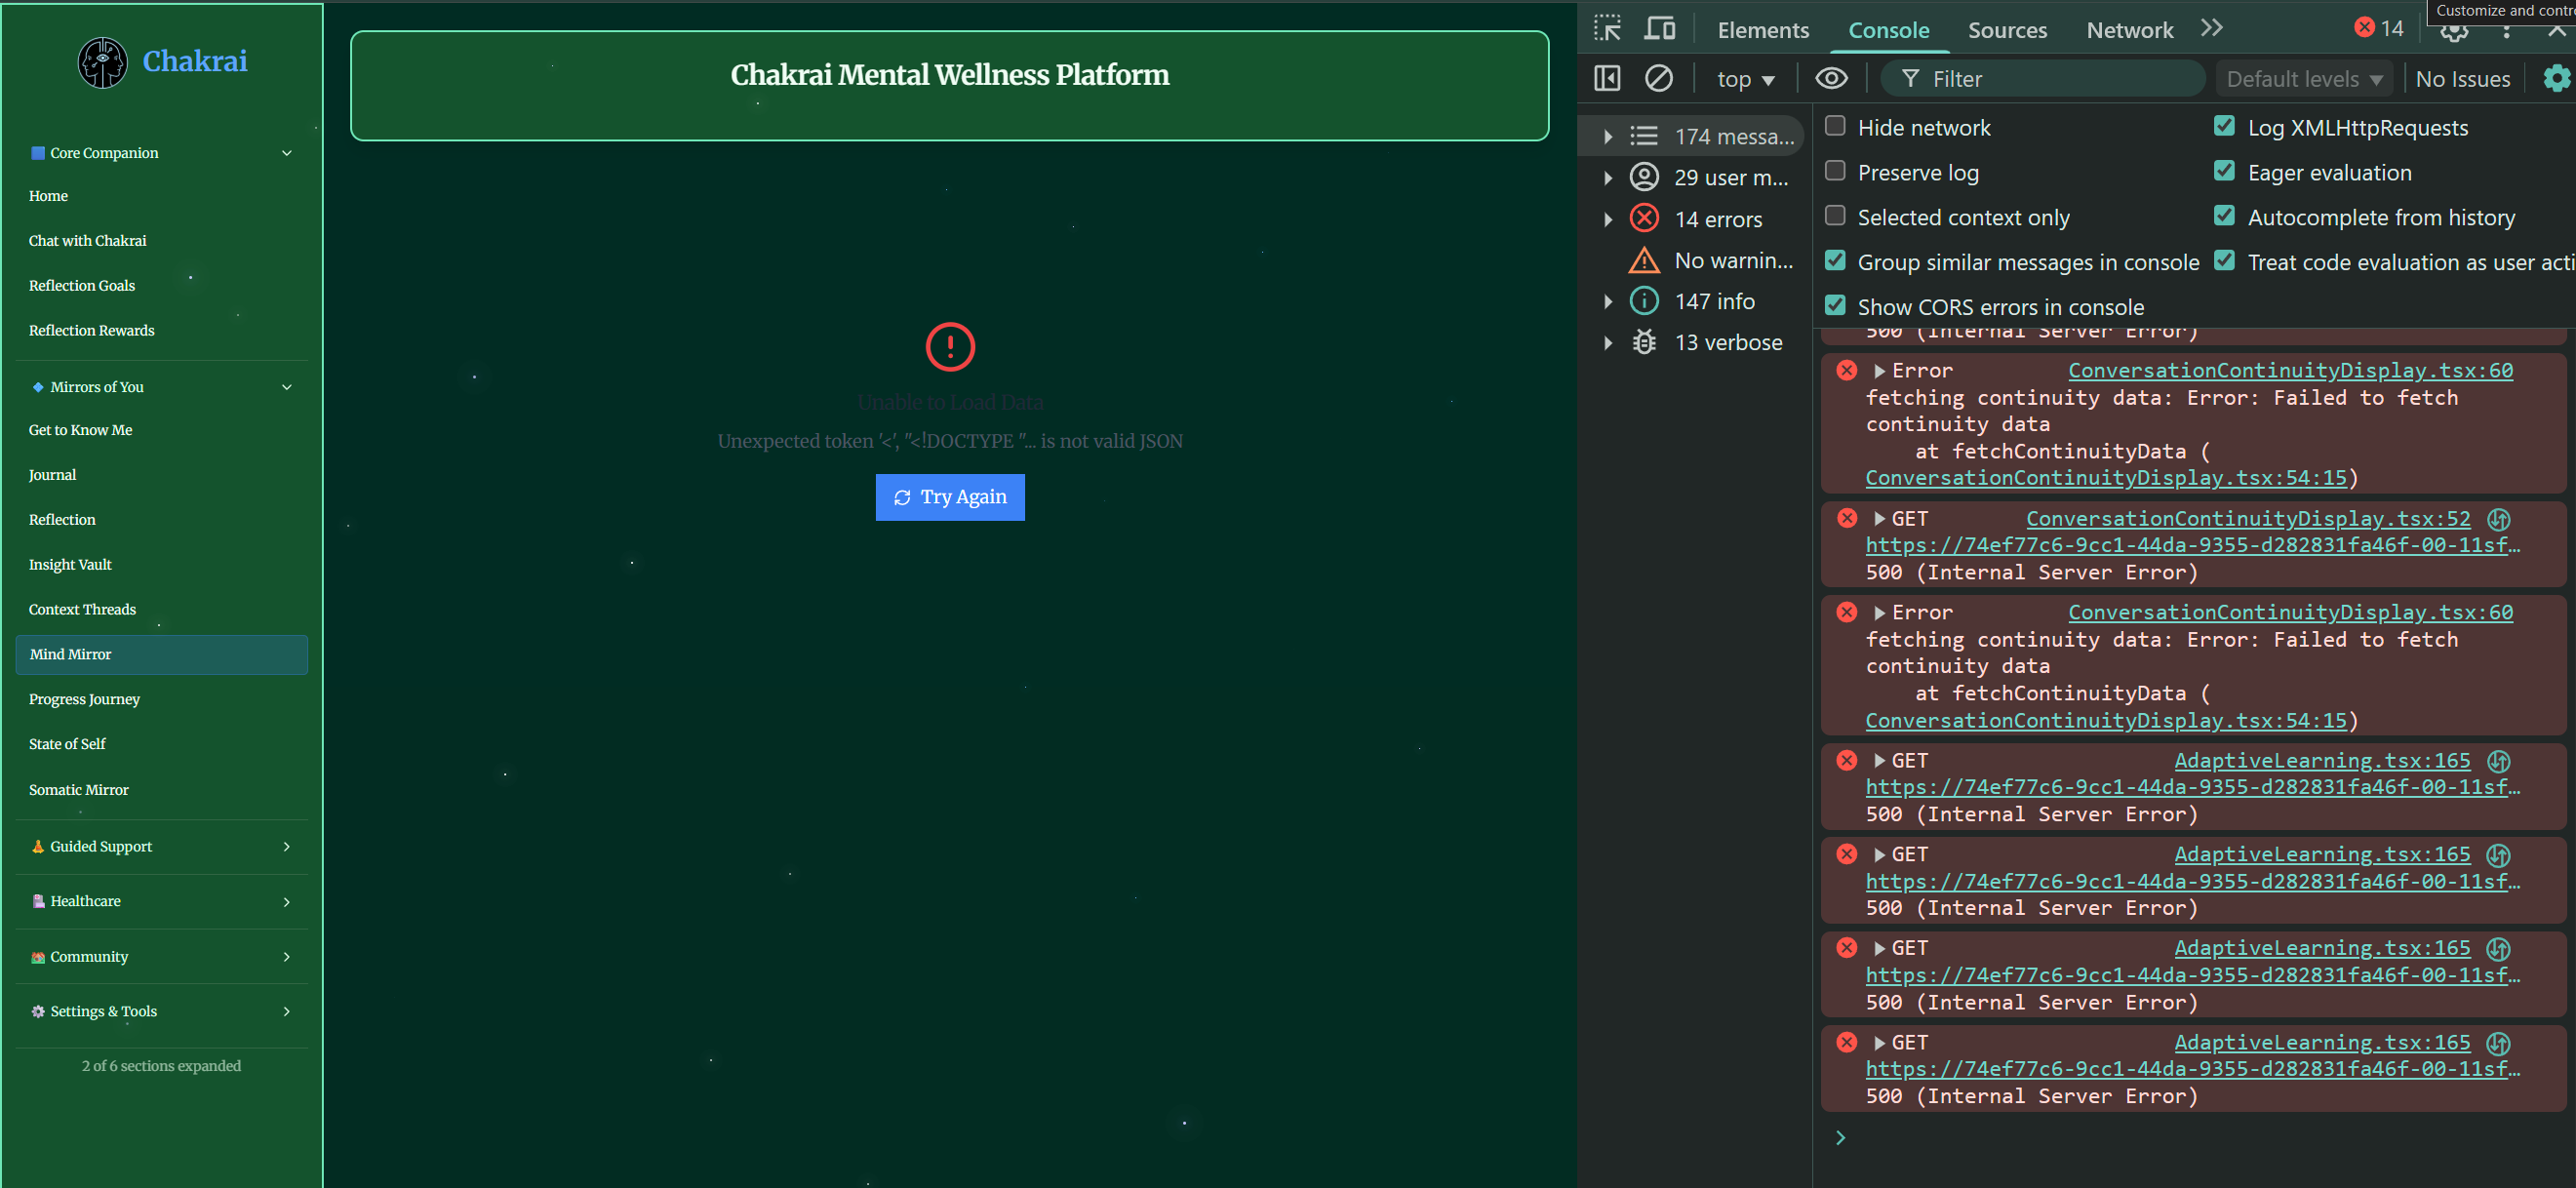 Chakrai
Core Companion
Home
Chat with Chakrai
Reflection Goals
Reflection Rewards
Mirrors of You
Get to Know Me
Journal
Reflection
Insight Vault
Context Threads
Mind Mirror
Progress Journey
State of Self
Somatic Mirror
Guided Support
Healthcare
Community
Settings & Tools
2 of 6 sections expanded
Chakrai Mental Wellness Platform
Unable to Load Data
Unexpected token '<', "<!DOCTYPE "... is not valid JSON
Try Again
Elements Console Sources Network 14
Customize and contr
top Filter Default levels No Issues
174 messa...
29 user m...
14 errors
No warnin...
147 info
13 verbose
Hide network Log XMLHttpRequests
Preserve log Eager evaluation
Selected context only Autocomplete from history
Group similar messages in console Treat code evaluation as user acti
Show CORS errors in console
500 (Internal Server Error)
Error ConversationContinuityDisplay.tsx:60
fetching continuity data: Error: Failed to fetch
continuity data
at fetchContinuityData (
ConversationContinuityDisplay.tsx:54:15)
GET ConversationContinuityDisplay.tsx:52
https://74ef77c6-9cc1-44da-9355-d282831fa46f-00-11sf…
500 (Internal Server Error)
Error ConversationContinuityDisplay.tsx:60
fetching continuity data: Error: Failed to fetch
continuity data
at fetchContinuityData (
ConversationContinuityDisplay.tsx:54:15)
GET AdaptiveLearning.tsx:165
https://74ef77c6-9cc1-44da-9355-d282831fa46f-00-11sf…
500 (Internal Server Error)
GET AdaptiveLearning.tsx:165
https://74ef77c6-9cc1-44da-9355-d282831fa46f-00-11sf…
500 (Internal Server Error)
GET AdaptiveLearning.tsx:165
https://74ef77c6-9cc1-44da-9355-d282831fa46f-00-11sf…
500 (Internal Server Error)
GET AdaptiveLearning.tsx:165
https://74ef77c6-9cc1-44da-9355-d282831fa46f-00-11sf…
500 (Internal Server Error)